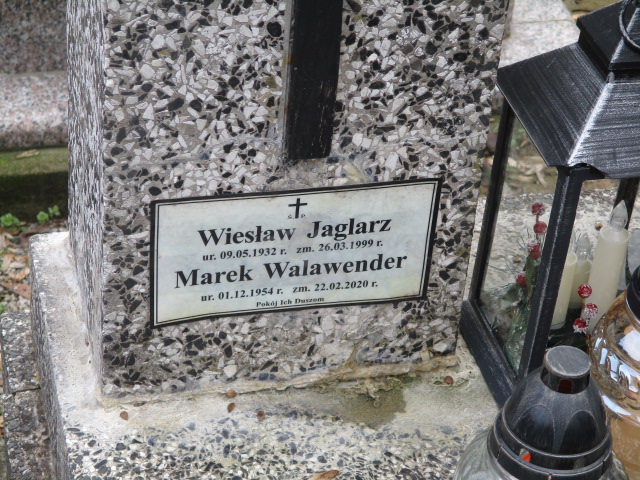 Ś P
Wiesław Jaglarz
ur. 09.05.1932 r. zm. 26.03.1999 r.
Marek Walawender
ur. 01.12.1954 r. zm. 22.02.2020 r.
Pokój Ich Duszom